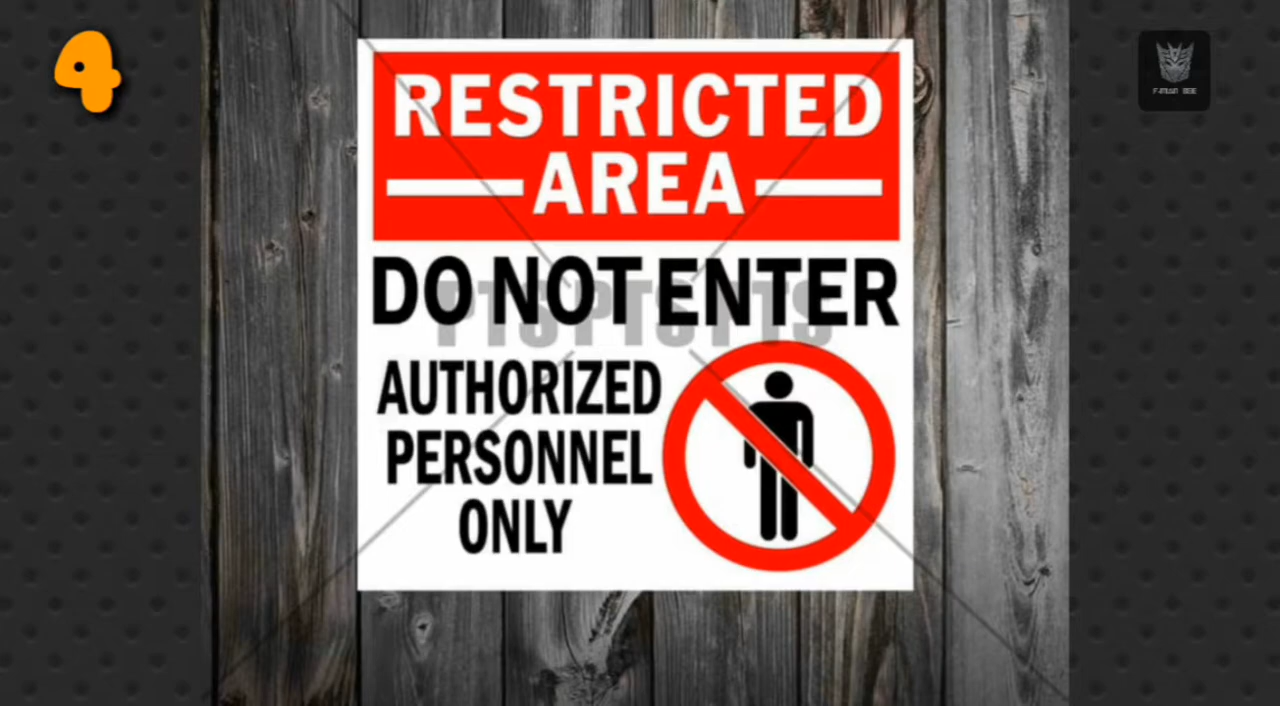 4
RESTRICTED
AREA
DO NOT ENTER
AUTHORIZED
PERSONNEL
ONLY